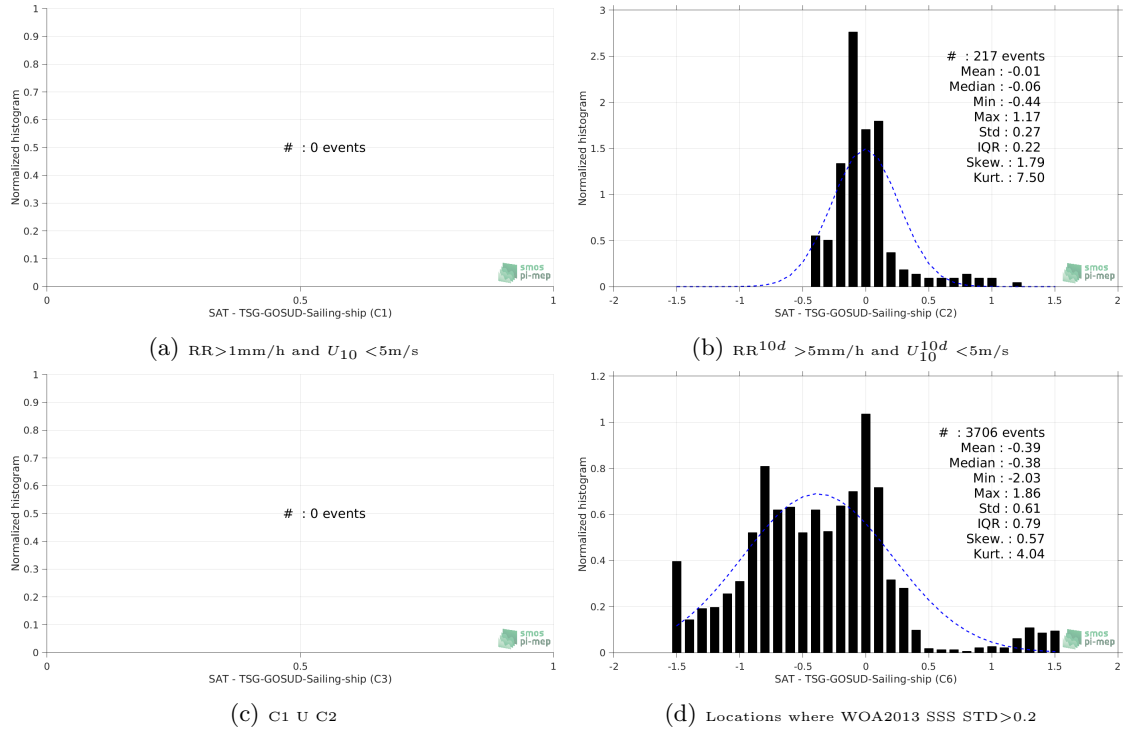 1
0.9
0.8
0.7
0.6
0.5
0.4
0.3
0.2
0.1
0
Normalized histogram
# : 0 events
smos
pi-mep
0 0.5 1
SAT - TSG-GOSUD-Sailing-ship (C1)
(a) RR>1mm/h and U10 <5m/s
3
2.5
2
1.5
1
0.5
0
Normalized histogram
# : 217 events
Mean : -0.01
Median : -0.06
Min : -0.44
Max : 1.17
Std : 0.27
IQR : 0.22
Skew. : 1.79
Kurt. : 7.50
smos
pi-mep
-2 -1.5 -1 -0.5 0 0.5 1 1.5 2
SAT - TSG-GOSUD-Sailing-ship (C2)
(b) RR10d >5mm/h and U10d10 <5m/s
1
0.9
0.8
0.7
0.6
0.5
0.4
0.3
0.2
0.1
0
Normalized histogram
# : 0 events
smos
pi-mep
0 0.5 1
SAT - TSG-GOSUD-Sailing-ship (C3)
(c) C1 U C2
1.2
1
0.8
0.6
0.4
0.2
0
Normalized histogram
# : 3706 events
Mean : -0.39
Median : -0.38
Min : -2.03
Max : 1.86
Std : 0.61
IQR : 0.79
Skew. : 0.57
Kurt. : 4.04
smos
pi-mep
-2 -1.5 -1 -0.5 0 0.5 1 1.5 2
SAT - TSG-GOSUD-Sailing-ship (C6)
(d) Locations where WOA2013 SSS STD>0.2